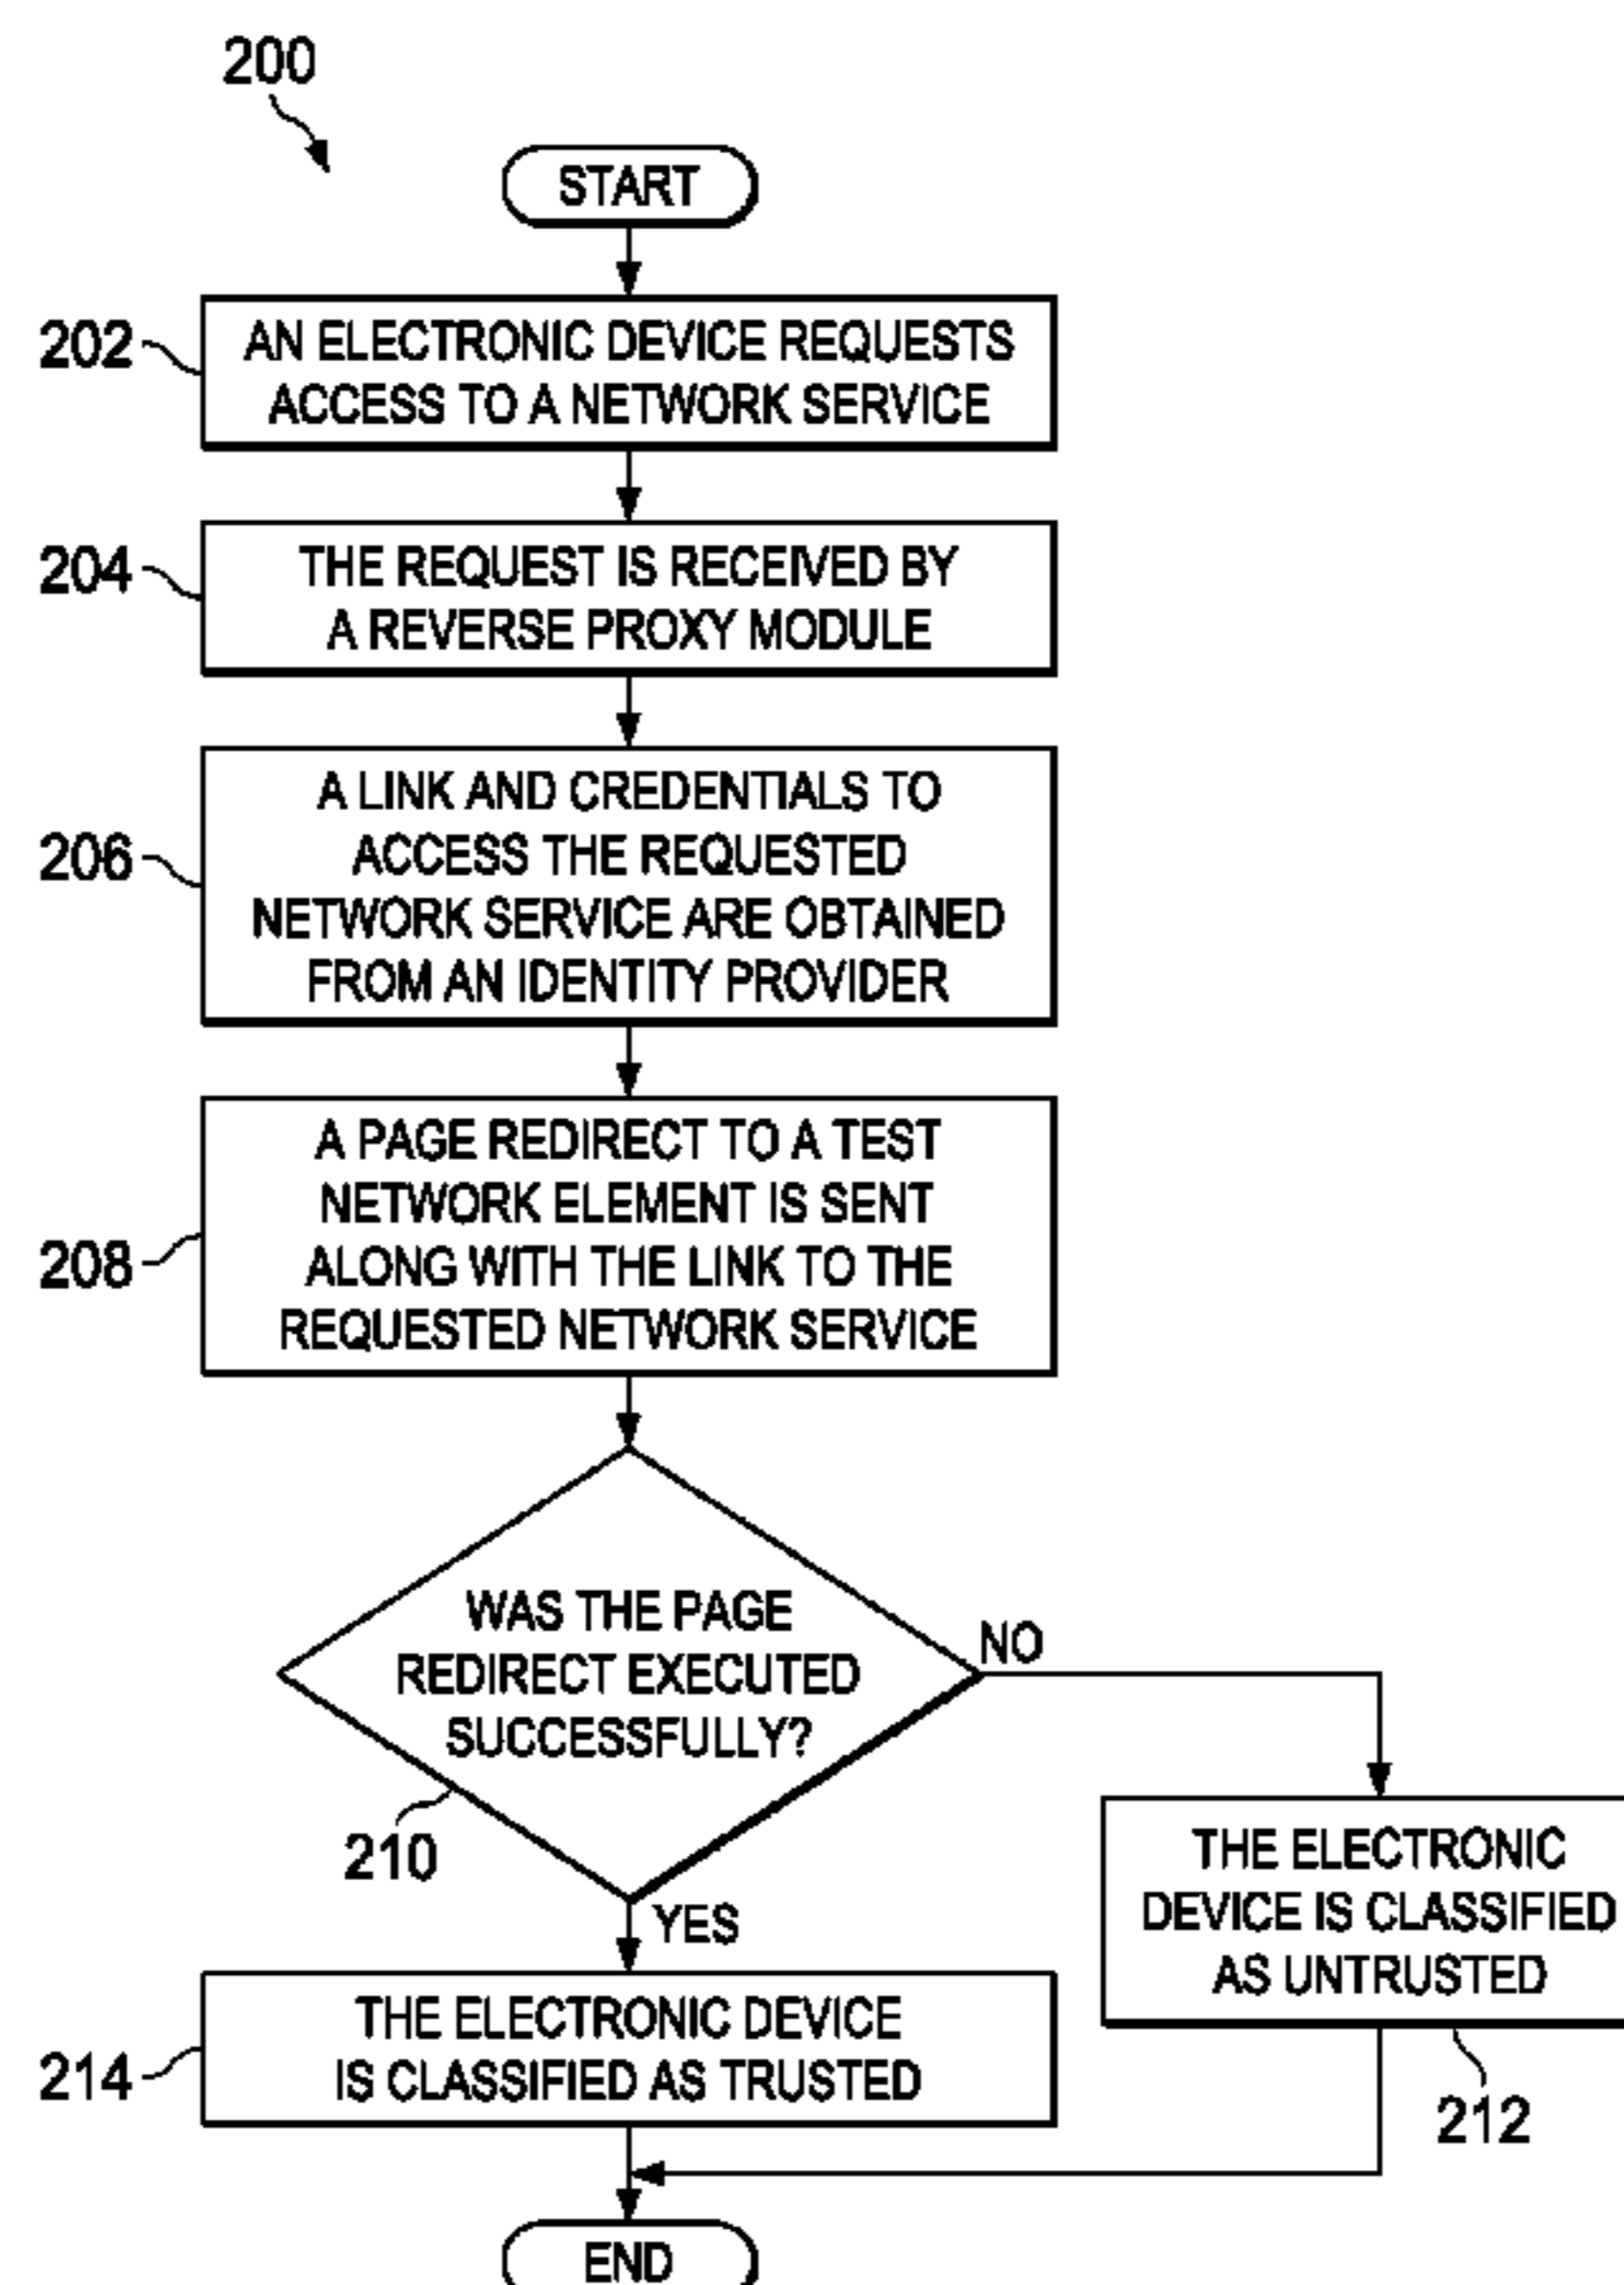 200
START
202
AN ELECTRONIC DEVICE REQUESTS
ACCESS TO A NETWORK SERVICE
204
THE REQUEST IS RECEIVED BY
A REVERSE PROXY MODULE
206
A LINK AND CREDENTIALS TO
ACCESS THE REQUESTED
NETWORK SERVICE ARE OBTAINED
FROM AN IDENTITY PROVIDER
208
A PAGE REDIRECT TO A TEST
NETWORK ELEMENT IS SENT
ALONG WITH THE LINK TO THE
REQUESTED NETWORK SERVICE
WAS THE PAGE
REDIRECT EXECUTED
SUCCESSFULLY?
210
NO
YES
THE ELECTRONIC
DEVICE IS CLASSIFIED
AS UNTRUSTED
212
214
THE ELECTRONIC DEVICE
IS CLASSIFIED AS TRUSTED
END